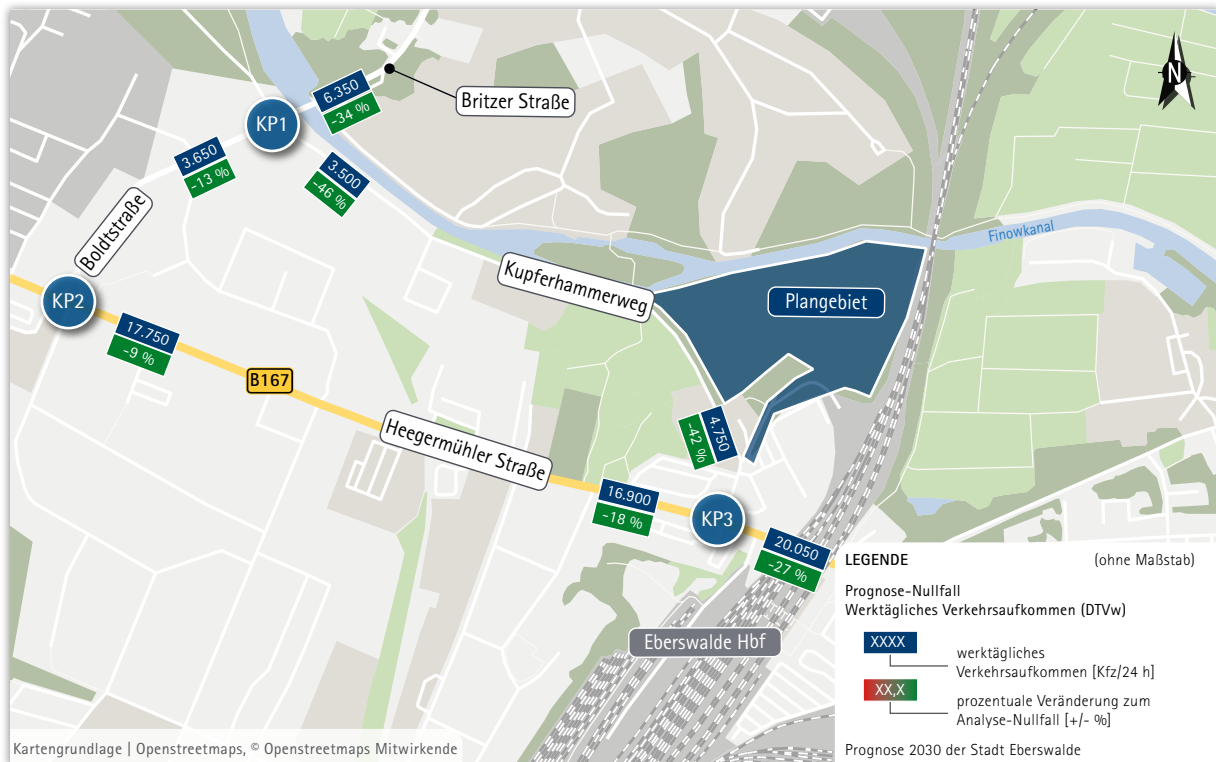 N
6.350
-34 %
Britzer Straße
KP1
3.650
-13 %
3.500
-46 %
Boldtstraße
Finowkanal
Kupferhammerweg
Plangebiet
KP2
17.750
-9 %
B167
Heegermühler Straße
4.750
-42 %
16.900
-18 %
KP3
20.050
-27 %
Eberswalde Hbf
LEGENDE
(ohne Maßstab)
Prognose-Nullfall
Werktägliches Verkehrsaufkommen (DTVw)
XXXX
werktägliches
Verkehrsaufkommen [Kfz/24 h]
XX,X
prozentuale Veränderung zum
Analyse-Nullfall [+/- %]
Prognose 2030 der Stadt Eberswalde
Kartengrundlage | Openstreetmaps, © Openstreetmaps Mitwirkende